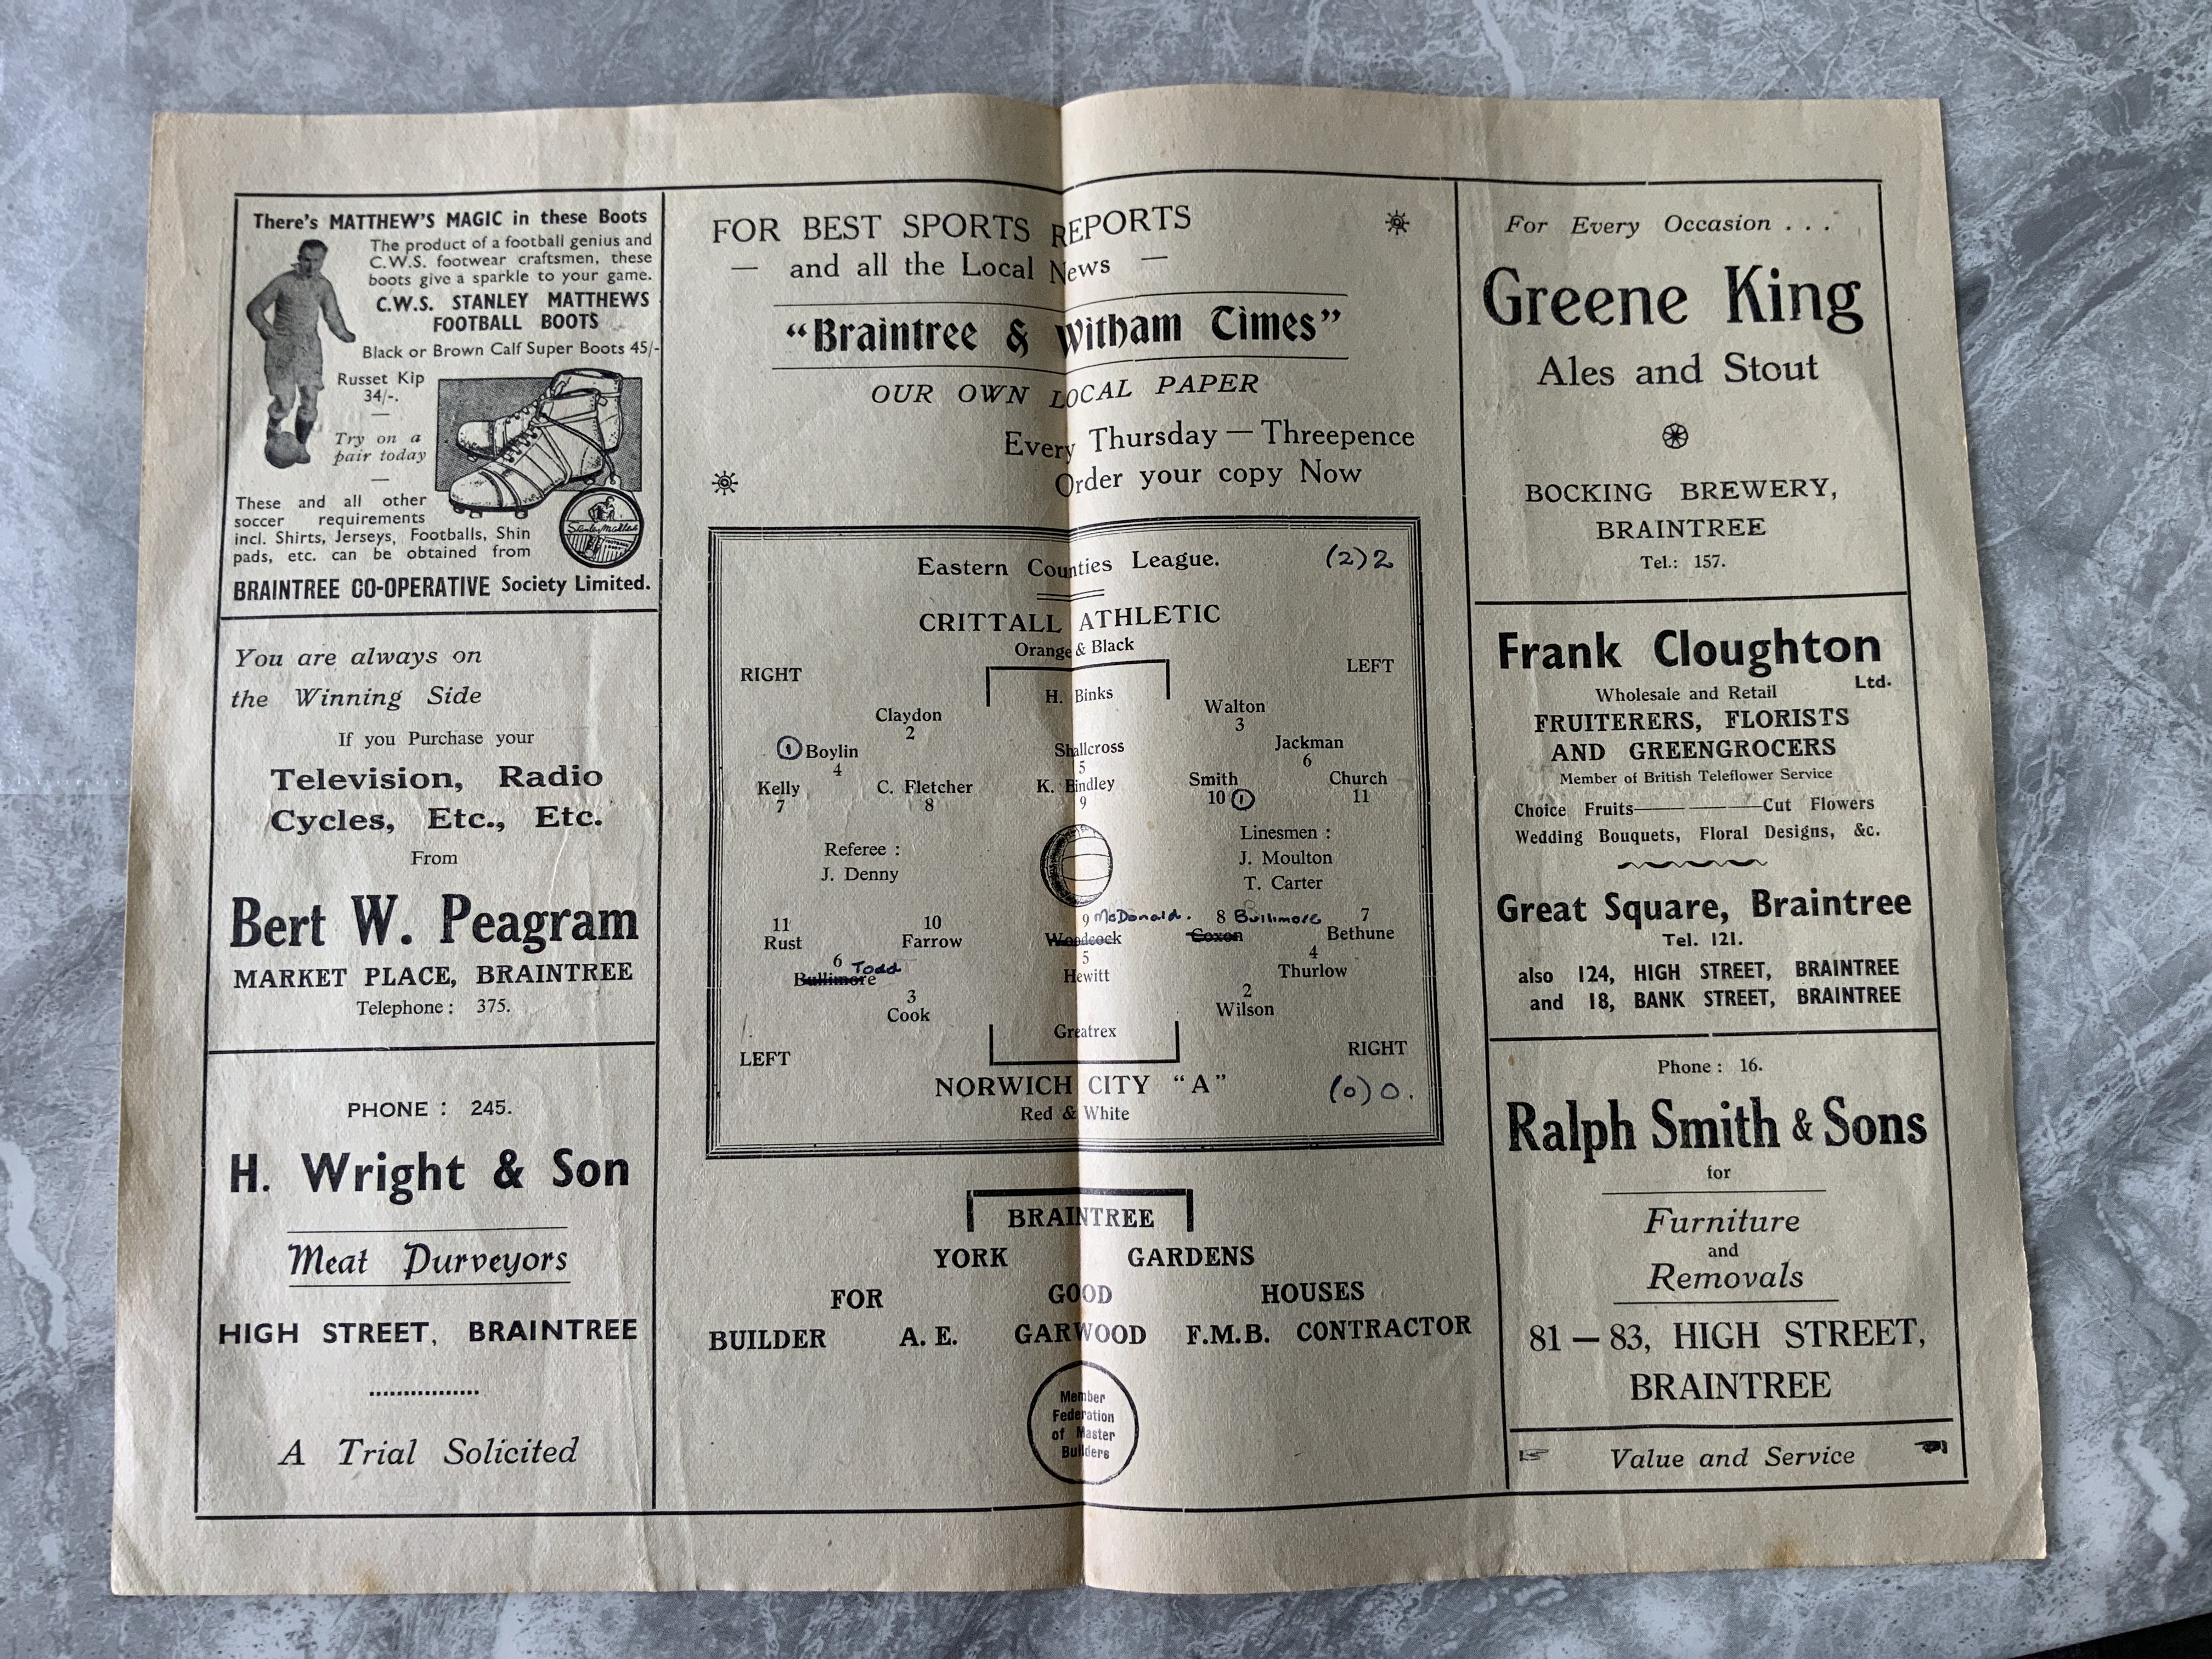 There's MATTHEW'S MAGIC in these Boots
The product of a football genius and
C.W.S. footwear craftsmen, these
boots give a sparkle to your game.
C.W.S. STANLEY MATTHEWS
FOOTBALL BOOTS
Black or Brown Calf Super Boots 45/-
Russet Kip
34/-.
Try on a
pair today
These and all other
soccer requirements
incl. Shirts, Jerseys, Footballs, Shin
pads, etc. can be obtained from
BRAINTREE CO-OPERATIVE Society Limited.
You are always on
the Winning Side
If you Purchase your
Television, Radio
Cycles, Etc., Etc.
From
Bert W. Peagram
MARKET PLACE, BRAINTREE
Telephone: 375.
PHONE: 245.
H. Wright & Son
Meat Purveyors
HIGH STREET, BRAINTREE
................
A Trial Solicited
FOR BEST SPORTS REPORTS
— and all the Local News —
"Braintree & Witham Times"
OUR OWN LOCAL PAPER
Every Thursday — Threepence
Order your copy Now
Eastern Counties League. (2) 2
CRITTALL ATHLETIC
Orange & Black
RIGHT LEFT
H. Binks
Claydon Walton
2 3
① Boylin Shallcross Jackman
4 5 6
Kelly C. Fletcher K. Bindley Smith Church
7 8 9 10 ① 11
Referee: Linesmen:
J. Denny J. Moulton
T. Carter
11 10 9 McDonald. 8 Bullimore 7
Rust Farrow Woodcock Coxon Bethune
6 Todd 5 4
Bullimore Hewitt Thurlow
3 2
Cook Wilson
Greatrex
LEFT RIGHT
NORWICH CITY "A" (0) 0.
Red & White
BRAINTREE
YORK GARDENS
FOR GOOD HOUSES
BUILDER A. E. GARWOOD F.M.B. CONTRACTOR
Member
Federation
of Master
Builders
For Every Occasion . . .
Greene King
Ales and Stout
BOCKING BREWERY,
BRAINTREE
Tel.: 157.
Frank Cloughton
Ltd.
Wholesale and Retail
FRUITERERS, FLORISTS
AND GREENGROCERS
Member of British Teleflower Service
Choice Fruits— — —Cut Flowers
Wedding Bouquets, Floral Designs, &c.
Great Square, Braintree
Tel. 121.
also 124, HIGH STREET, BRAINTREE
and 18, BANK STREET, BRAINTREE
Phone: 16.
Ralph Smith & Sons
for
Furniture
and
Removals
81 — 83, HIGH STREET,
BRAINTREE
Value and Service